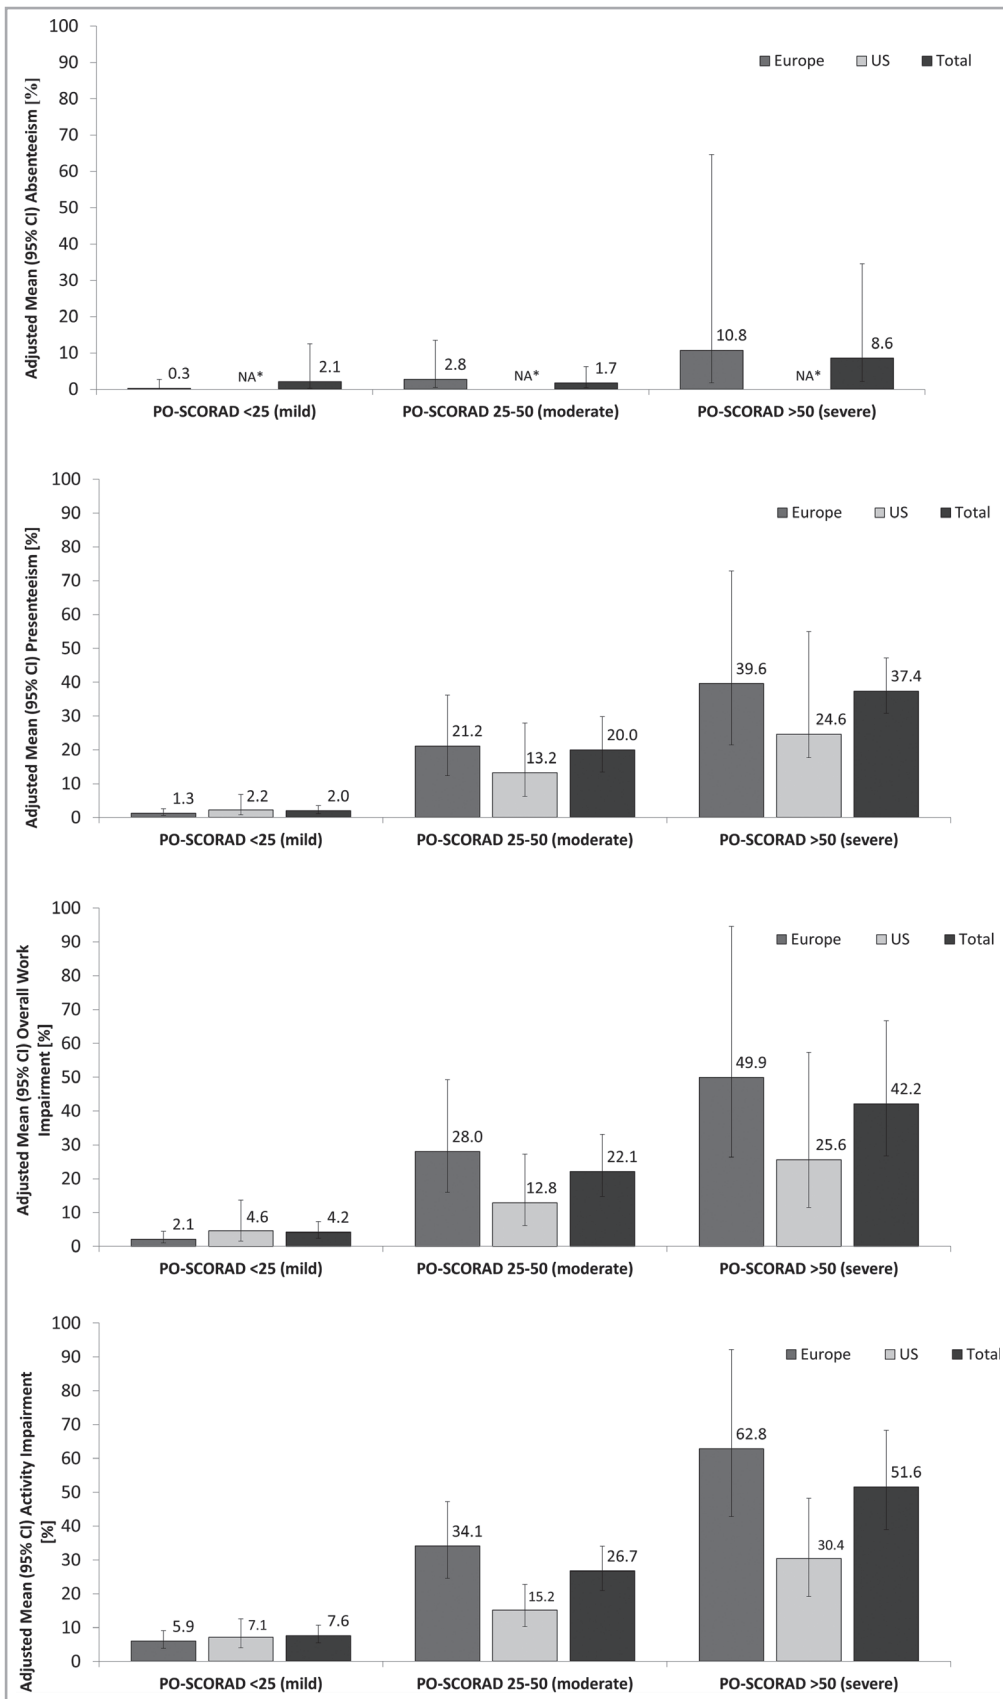 Adjusted Mean (95% CI) Absenteeism [%]
100
90
80
70
60
50
40
30
20
10
0
Europe US Total
0.3 NA* 2.1 2.8 NA* 1.7 10.8 NA* 8.6
PO-SCORAD <25 (mild) PO-SCORAD 25-50 (moderate) PO-SCORAD >50 (severe)
Adjusted Mean (95% CI) Presenteeism [%]
100
90
80
70
60
50
40
30
20
10
0
Europe US Total
1.3 2.2 2.0 21.2 13.2 20.0 39.6 24.6 37.4
PO-SCORAD <25 (mild) PO-SCORAD 25-50 (moderate) PO-SCORAD >50 (severe)
Adjusted Mean (95% CI) Overall Work
Impairment [%]
100
90
80
70
60
50
40
30
20
10
0
Europe US Total
2.1 4.6 4.2 28.0 12.8 22.1 49.9 25.6 42.2
PO-SCORAD <25 (mild) PO-SCORAD 25-50 (moderate) PO-SCORAD >50 (severe)
Adjusted Mean (95% CI) Activity Impairment
[%]
100
90
80
70
60
50
40
30
20
10
0
Europe US Total
5.9 7.1 7.6 34.1 15.2 26.7 62.8 30.4 51.6
PO-SCORAD <25 (mild) PO-SCORAD 25-50 (moderate) PO-SCORAD >50 (severe)